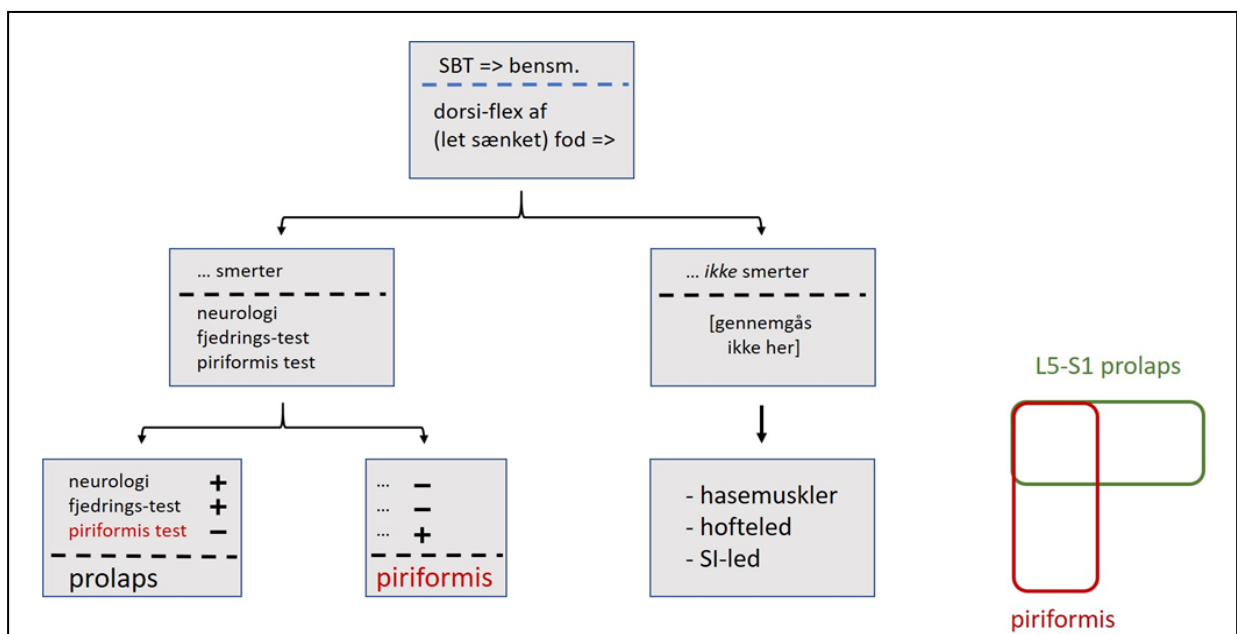 SBT => bensm.
dorsi-flex af
(let sænket) fod =>
... smerter
neurologi
fjedrings-test
piriformis test
... ikke smerter
[gennemgås
ikke her]
neurologi +
fjedrings-test +
piriformis test −
prolaps
... −
... −
... +
piriformis
- hasemuskler
- hofteled
- SI-led
L5-S1 prolaps
piriformis